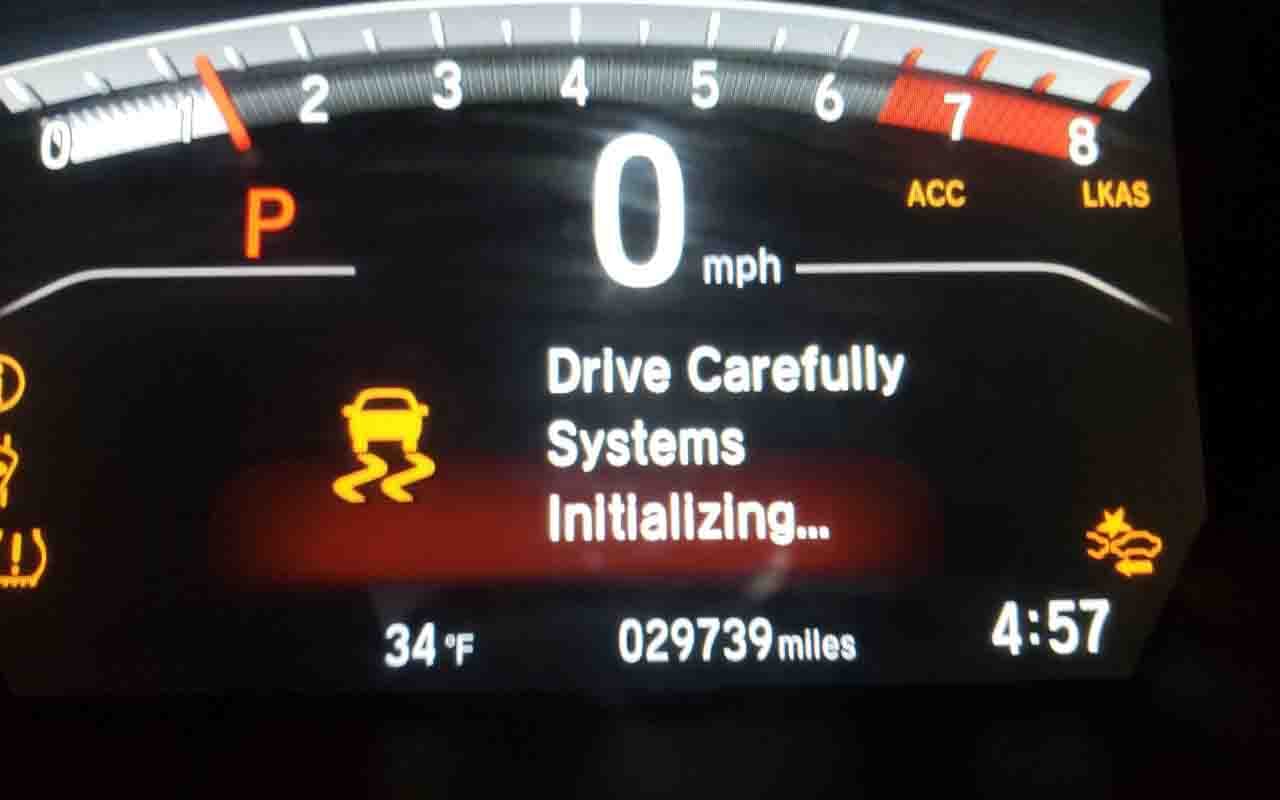 0 1 2 3 4 5 6 7 8
ACC LKAS
P
0 mph
Drive Carefully
Systems
Initializing...
34 °F 029739 miles 4:57